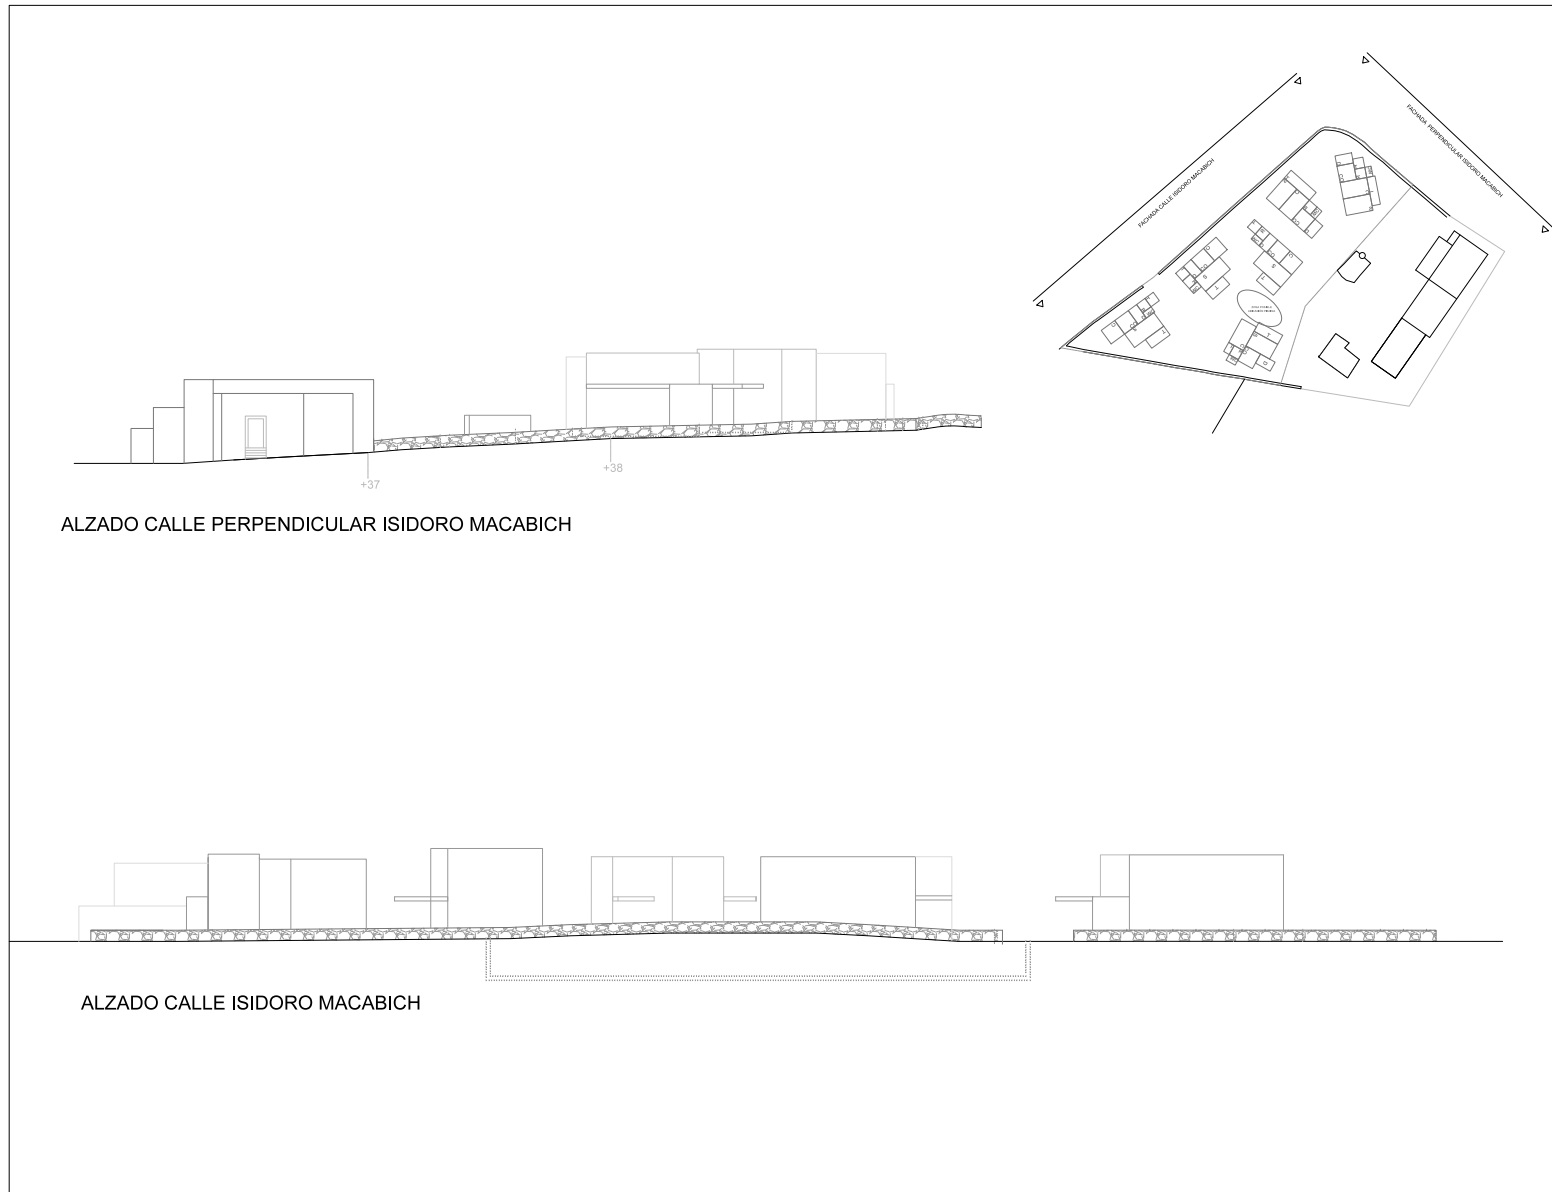 FACHADA CALLE ISIDORO MACABICH
FACHADA PERPENDICULAR ISIDORO MACABICH
+37
+38
ALZADO CALLE PERPENDICULAR ISIDORO MACABICH
ALZADO CALLE ISIDORO MACABICH